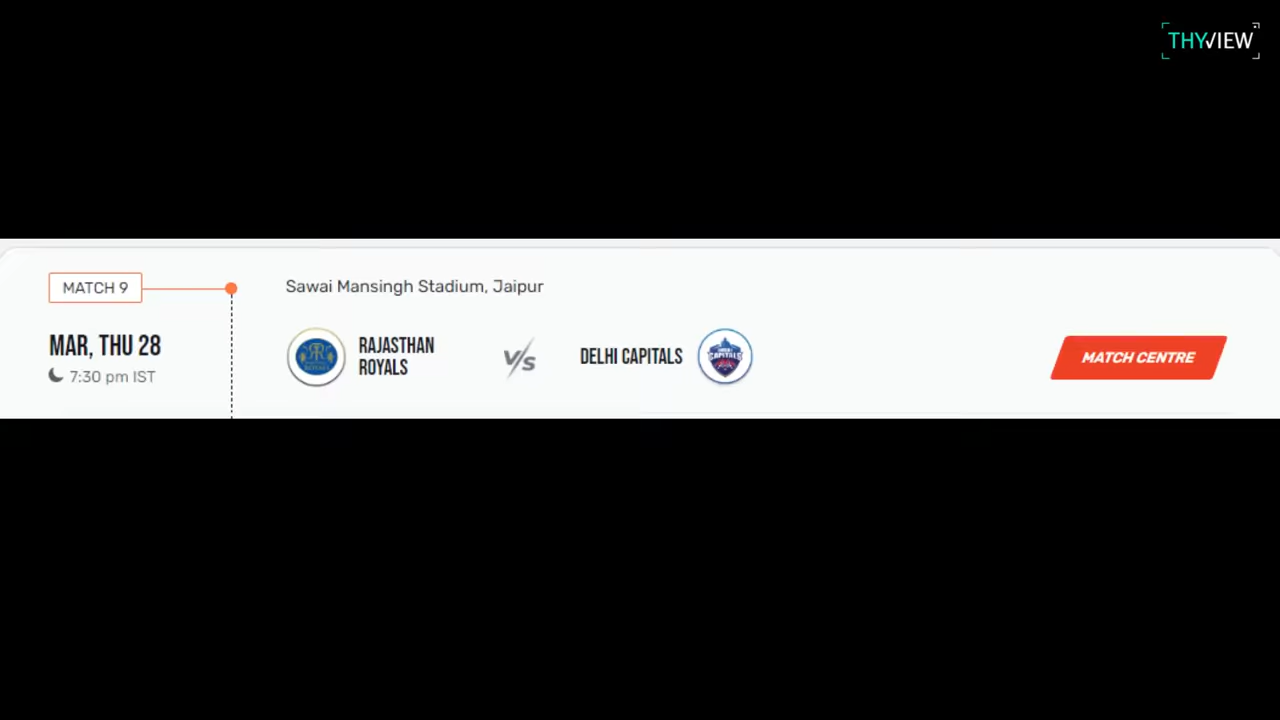 THYVIEW
MATCH 9
Sawai Mansingh Stadium, Jaipur
MAR, THU 28
7:30 pm IST
RAJASTHAN
ROYALS
V/S
DELHI CAPITALS
CAPITALS
MATCH CENTRE